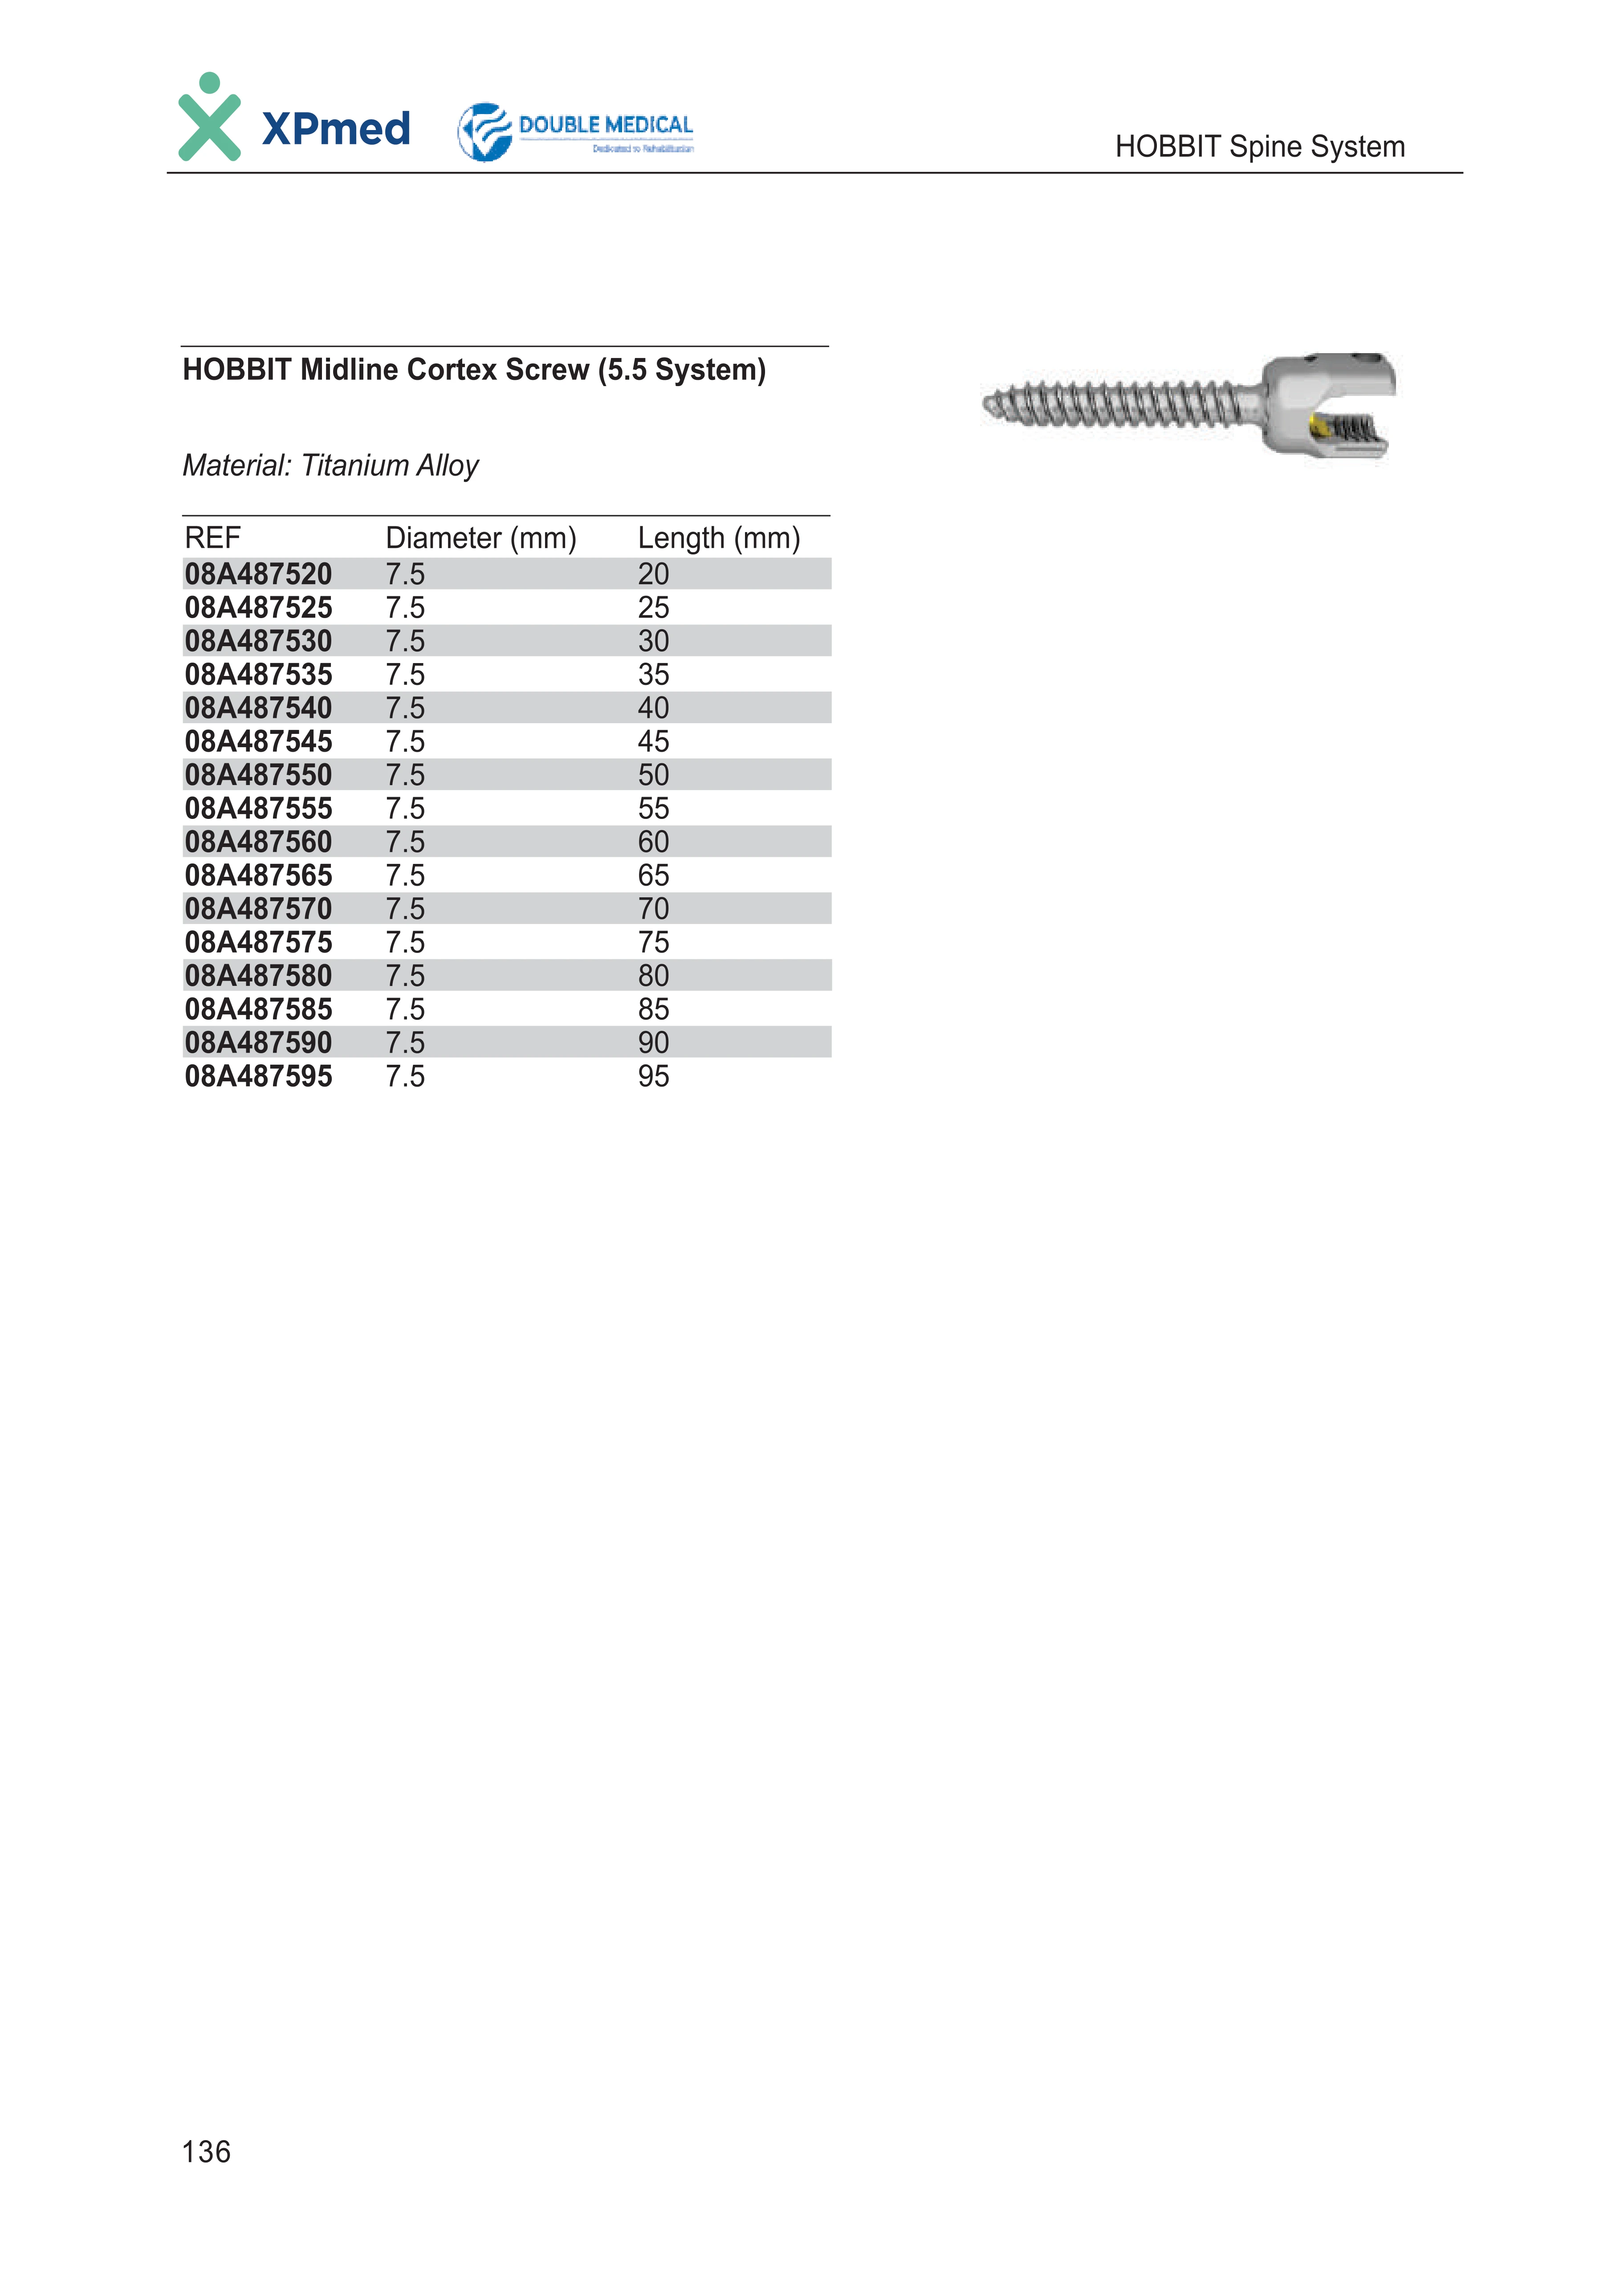 XPmed
DOUBLE MEDICAL
Dedicated to Rehabilitation
HOBBIT Spine System
HOBBIT Midline Cortex Screw (5.5 System)
Material: Titanium Alloy
REF Diameter (mm) Length (mm)
08A487520 7.5 20
08A487525 7.5 25
08A487530 7.5 30
08A487535 7.5 35
08A487540 7.5 40
08A487545 7.5 45
08A487550 7.5 50
08A487555 7.5 55
08A487560 7.5 60
08A487565 7.5 65
08A487570 7.5 70
08A487575 7.5 75
08A487580 7.5 80
08A487585 7.5 85
08A487590 7.5 90
08A487595 7.5 95
136